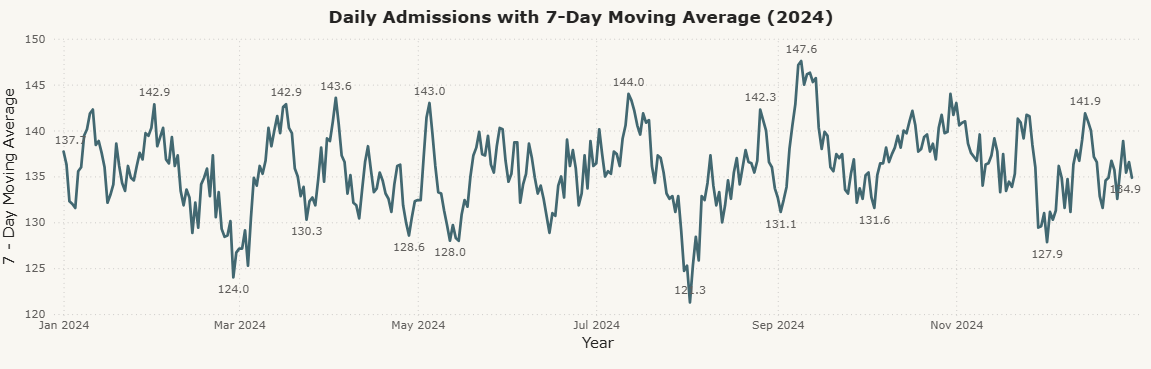 Daily Admissions with 7-Day Moving Average (2024)
7 - Day Moving Average
150
145
140
135
130
125
120
137.7
142.9
124.0
142.9
130.3
143.6
128.6
143.0
128.0
144.0
121.3
142.3
131.1
147.6
131.6
127.9
141.9
134.9
Jan 2024
Mar 2024
May 2024
Jul 2024
Sep 2024
Nov 2024
Year